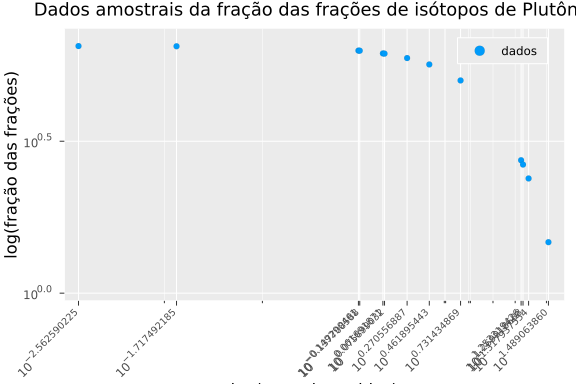 Dados amostrais da fração das frações de isótopos de Plutôn
dados
log(fração das frações)
10^0.5
10^0.0
10^-2.562590225
10^-1.717492185
10^0.270556887
10^0.461895443
10^0.731434869
10^1.489063860